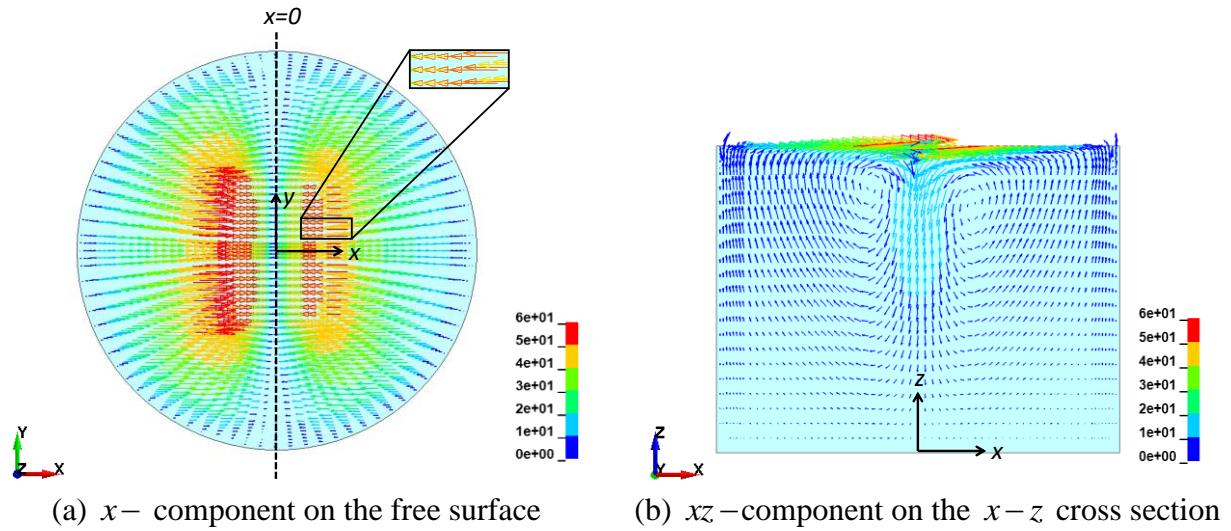 x=0
y
x
6e+01
5e+01
4e+01
3e+01
2e+01
1e+01
0e+00
Y
Z
X
z
x
6e+01
5e+01
4e+01
3e+01
2e+01
1e+01
0e+00
Z
Y
X
(a) x− component on the free surface
(b) xz−component on the x−z cross section